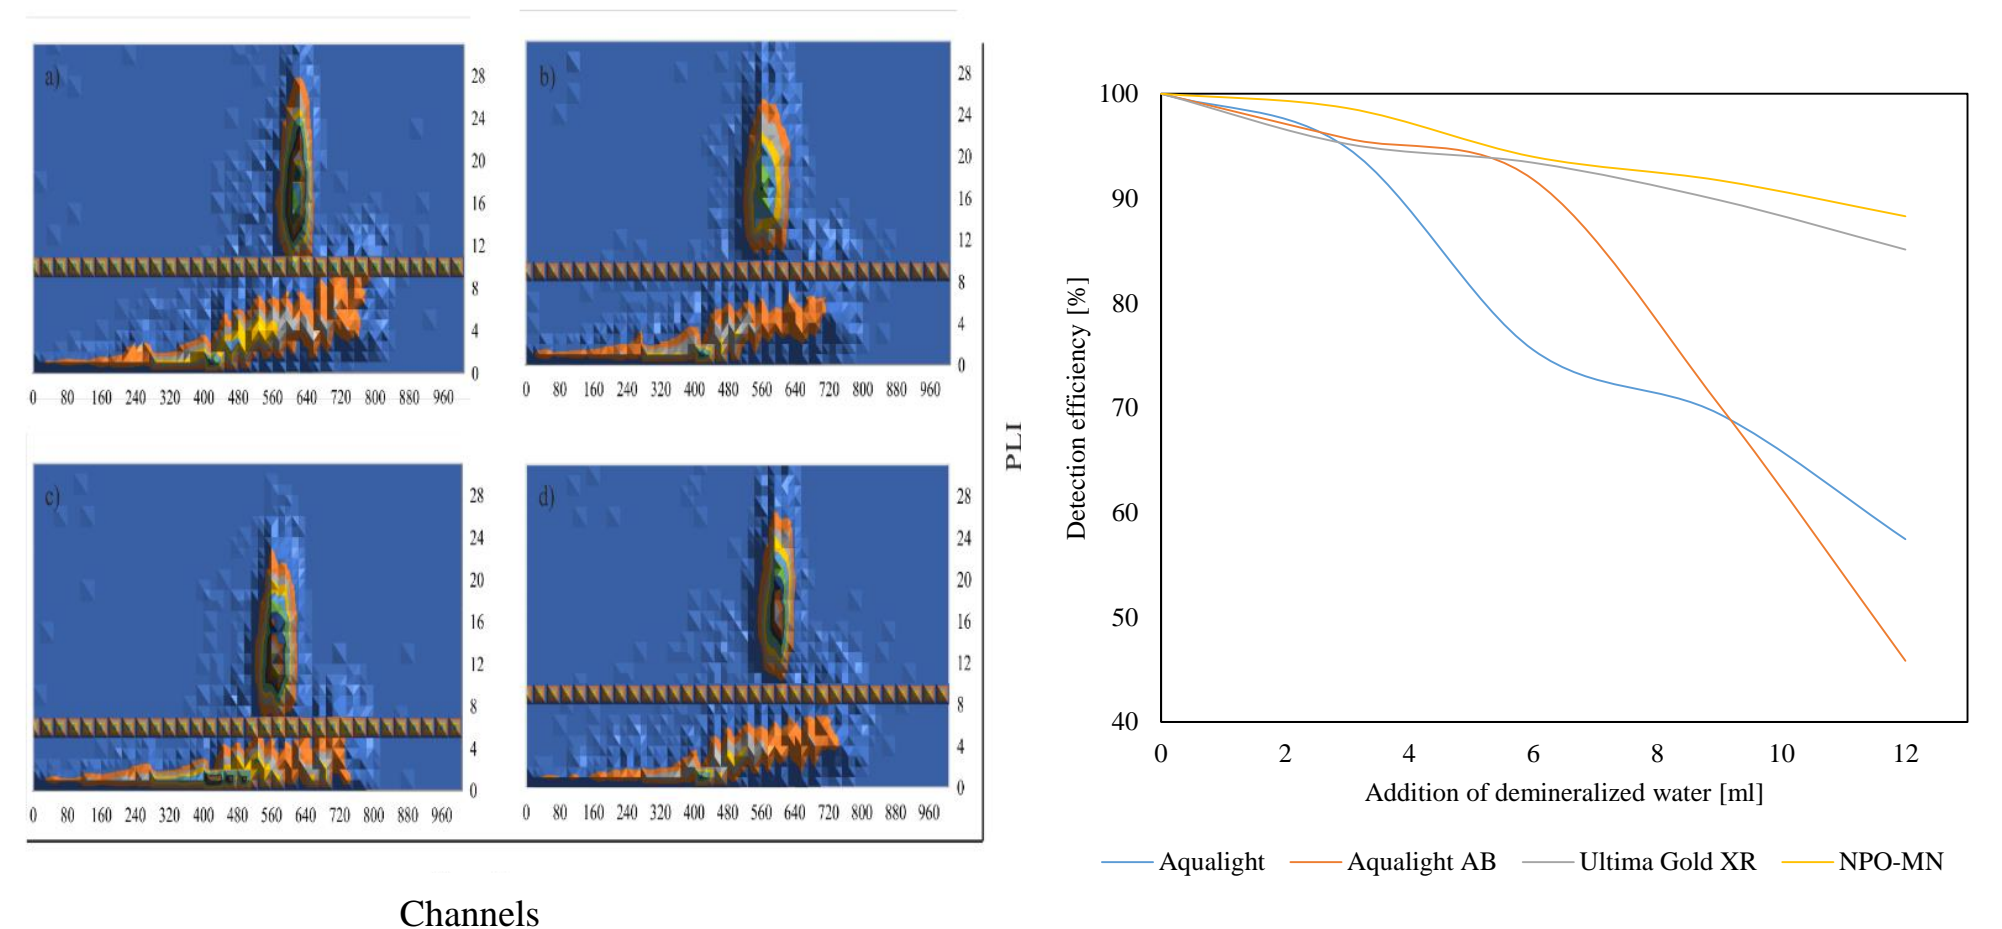 a)
28
24
20
16
12
8
4
0
0 80 160 240 320 400 480 560 640 720 800 880 960
b)
28
24
20
16
12
8
4
0
0 80 160 240 320 400 480 560 640 720 800 880 960
c)
28
24
20
16
12
8
4
0
0 80 160 240 320 400 480 560 640 720 800 880 960
d)
28
24
20
16
12
8
4
0
0 80 160 240 320 400 480 560 640 720 800 880 960
PLI
Channels
Detection efficiency [%]
100
90
80
70
60
50
40
0 2 4 6 8 10 12
Addition of demineralized water [ml]
Aqualight Aqualight AB Ultima Gold XR NPO-MN